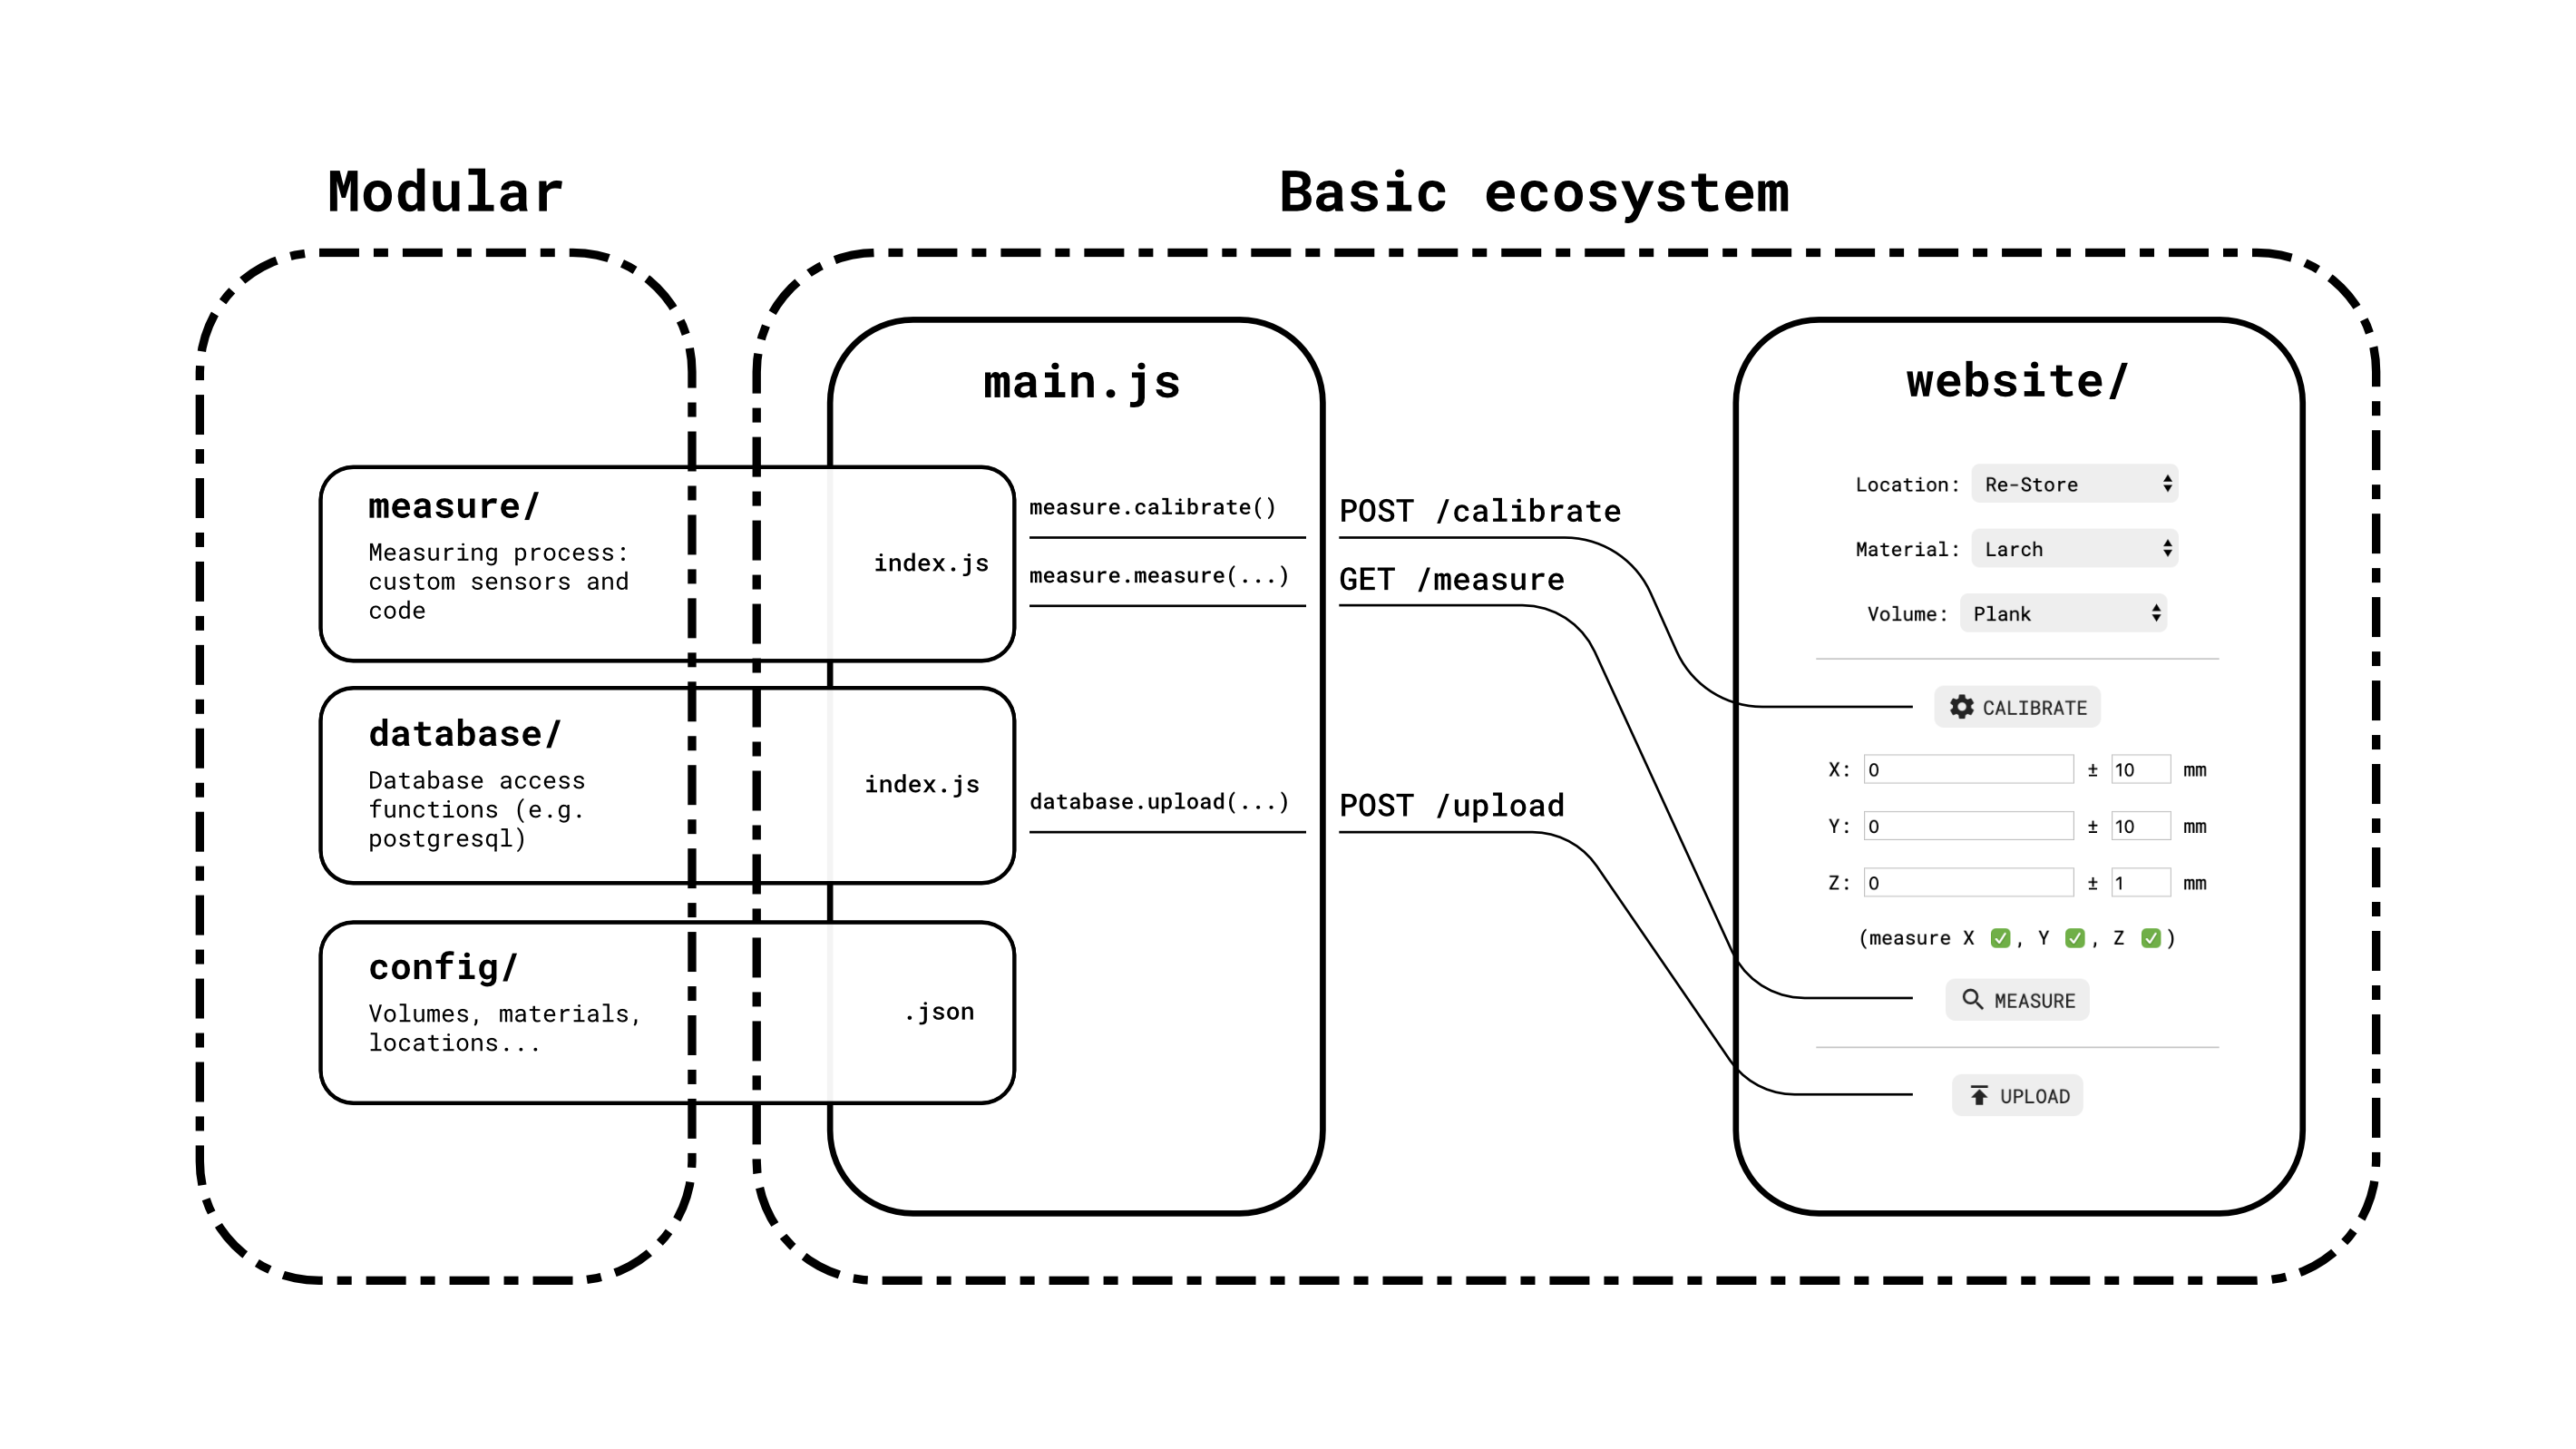 Modular
Basic ecosystem
measure/
Measuring process:
custom sensors and
code
index.js
database/
Database access
functions (e.g.
postgresql)
index.js
config/
Volumes, materials,
locations...
.json
main.js
measure.calibrate()
measure.measure(...)
database.upload(...)
POST /calibrate
GET /measure
POST /upload
website/
Location: Re-Store
Material: Larch
Volume: Plank
CALIBRATE
X: 0 ± 10 mm
Y: 0 ± 10 mm
Z: 0 ± 1 mm
(measure X ✅, Y ✅, Z ✅)
MEASURE
UPLOAD